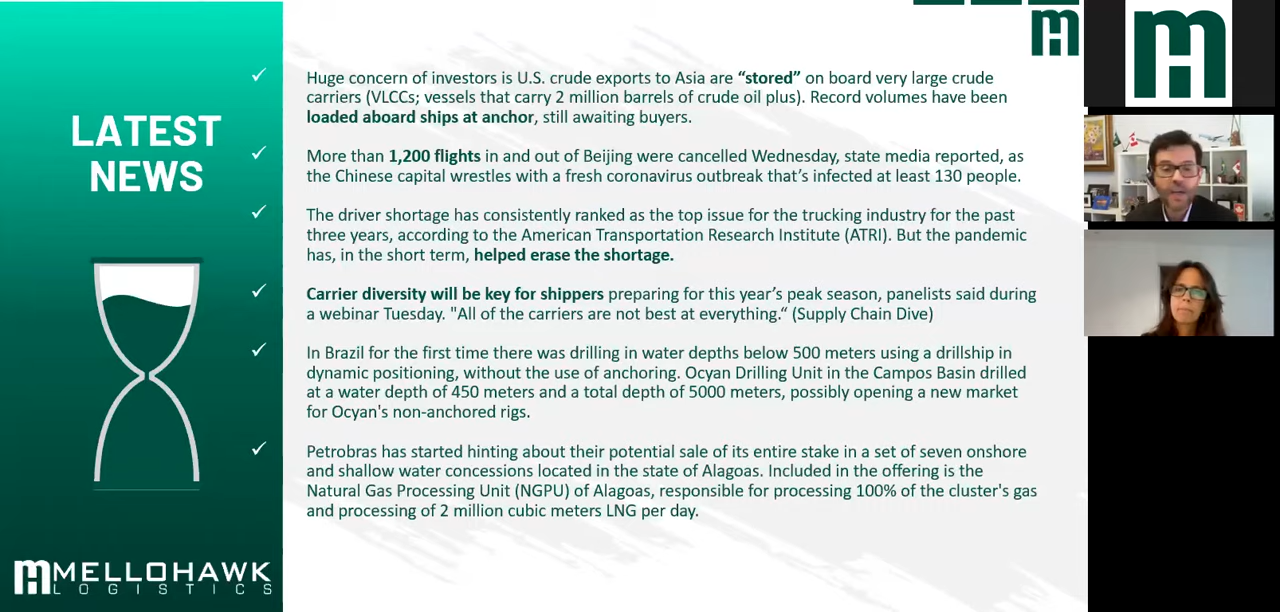 LATEST
NEWS
Huge concern of investors is U.S. crude exports to Asia are “stored” on board very large crude
carriers (VLCCs; vessels that carry 2 million barrels of crude oil plus). Record volumes have been
loaded aboard ships at anchor, still awaiting buyers.
More than 1,200 flights in and out of Beijing were cancelled Wednesday, state media reported, as
the Chinese capital wrestles with a fresh coronavirus outbreak that’s infected at least 130 people.
The driver shortage has consistently ranked as the top issue for the trucking industry for the past
three years, according to the American Transportation Research Institute (ATRI). But the pandemic
has, in the short term, helped erase the shortage.
Carrier diversity will be key for shippers preparing for this year’s peak season, panelists said during
a webinar Tuesday. "All of the carriers are not best at everything.“ (Supply Chain Dive)
In Brazil for the first time there was drilling in water depths below 500 meters using a drillship in
dynamic positioning, without the use of anchoring. Ocyan Drilling Unit in the Campos Basin drilled
at a water depth of 450 meters and a total depth of 5000 meters, possibly opening a new market
for Ocyan's non-anchored rigs.
Petrobras has started hinting about their potential sale of its entire stake in a set of seven onshore
and shallow water concessions located in the state of Alagoas. Included in the offering is the
Natural Gas Processing Unit (NGPU) of Alagoas, responsible for processing 100% of the cluster's gas
and processing of 2 million cubic meters LNG per day.
MELLOHAWK
LOGISTICS